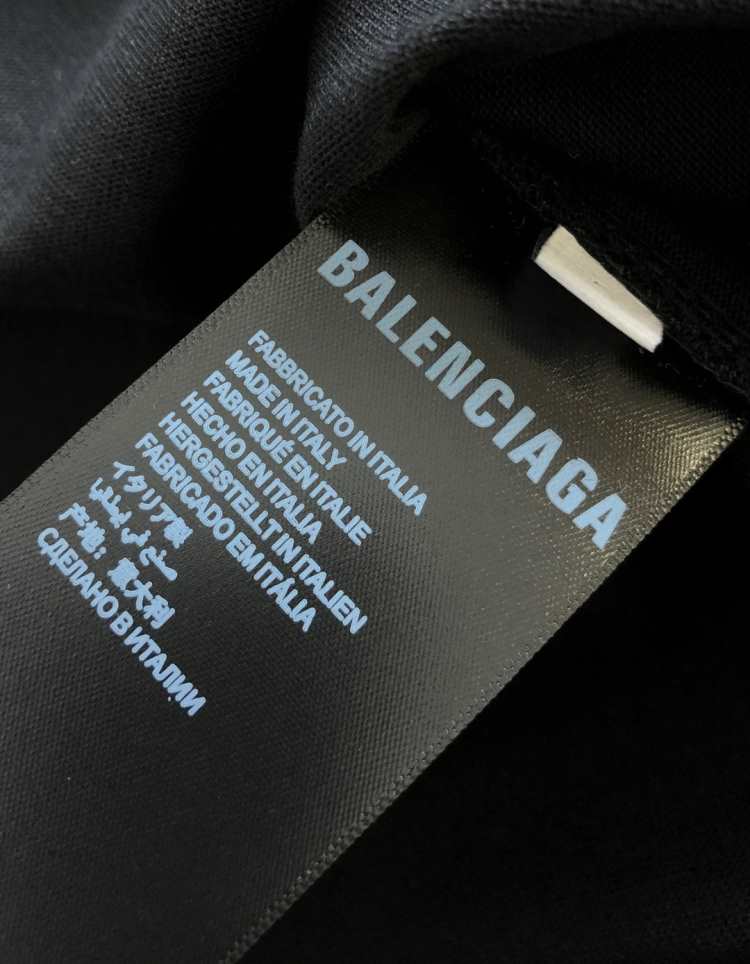 BALENCIAGA
FABBRICATO IN ITALIA
MADE IN ITALY
FABRIQUÉ EN ITALIE
HECHO EN ITALIA
HERGESTELLT IN ITALIEN
FABRICADO EM ITÁLIA
イタリア製
产地：意大利
СДЕЛАНО В ИТАЛИИ